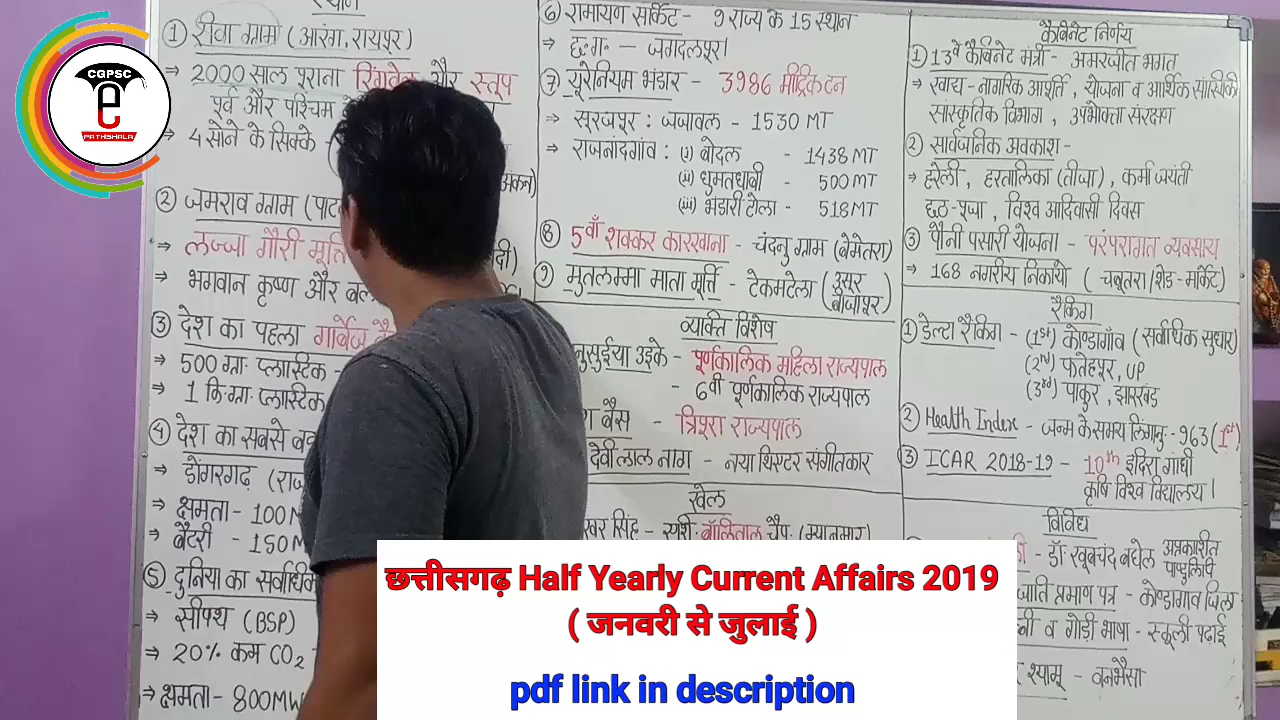 CGPSC
e
PATHSHALA
स्थान
① रीवा ग्राम (आरंग, रायपुर)
⇒ 2000 साल पुराना रिंगवेल और स्तूप
पूर्व और पश्चिम
⇒ 4 सोने के सिक्के -
② जमराव ग्राम (पाट
⇒ लज्जा गौरी मूर्ति
⇒ भगवान कृष्ण और बल
③ देश का पहला गार्बेज कै
⇒ 500 ग्रा. प्लास्टिक -
⇒ 1 कि.ग्रा. प्लास्टिक
④ देश का सबसे बड़
⇒ डोंगरगढ़ (राज
⇒ क्षमता - 100 M
⇒ बैटरी - 150 M
⑤ दुनिया का सर्वाधिक
⇒ सीपथ (BSP)
⇒ 20% कम CO₂
⇒ क्षमता - 800MW
⑥ रामायण सर्किट - 9 राज्य के 15 स्थान
⇒ छ.ग. - जगदलपुर।
⑦ यूरेनियम भंडार - 3986 मीट्रिक टन
⇒ सूरजपुर : जजावल - 1530 MT
⇒ राजनांदगांव : (i) बोदल - 1438 MT
(ii) धुमतधावी - 500 MT
(iii) भंडारी टोला - 518 MT
⑧ 5वाँ शक्कर कारखाना - चंदनु ग्राम (बेमेतरा)
⑨ मुतलम्मा माता मूर्ति - टेकमटेला (उसूर बीजापुर)
व्यक्ति विशेष
नुसुईया उइके - पूर्णकालिक महिला राज्यपाल
- 6वी पूर्णकालिक राज्यपाल
बैस - त्रिपुरा राज्यपाल
देवीलाल नाग - नया थिएटर संगीतकार
खेल
खर सिंह - एशि. बॉलीवाल चैंप. (म्यानमार)
कैबिनेट निर्णय
① 13वे कैबिनेट मंत्री - अमरजीत भगत
⇒ खाद्य-नागरिक आपूर्ति, योजना व आर्थिक सांख्यिकी
सांस्कृतिक विभाग, उपभोक्ता संरक्षण
② सार्वजनिक अवकाश -
⇒ हरेली, हरतालिका (तीजा), कर्मा जयंती
छठ-पूजा, विश्व आदिवासी दिवस
③ पौनी पसारी योजना - परंपरागत व्यवसाय
⇒ 168 नगरीय निकायो (चबूतरा/शेड-मार्किट)
रैंकिग
① डेल्टा रैंकिग - (1st) कोण्डागाँव (सर्वाधिक सुधार)
(2nd) फतेहपुर, UP
(3rd) पाकुर, झारखंड
② Health Index - जन्म के समय लिंगानु. - 963 (1st)
③ ICAR 2018-19 - 10th इंदिरा गांधी
कृषि विश्व विद्यालय।
विविध
- डॉ खूबचंद बघेल अप्रकाशित पाण्डुलिपि
जाति प्रमाण पत्र - कोण्डागांव जिला
व गोंडी भाषा - स्कूली पढ़ाई
श्यामू - वनभैंसा
छत्तीसगढ़ Half Yearly Current Affairs 2019
( जनवरी से जुलाई )
pdf link in description